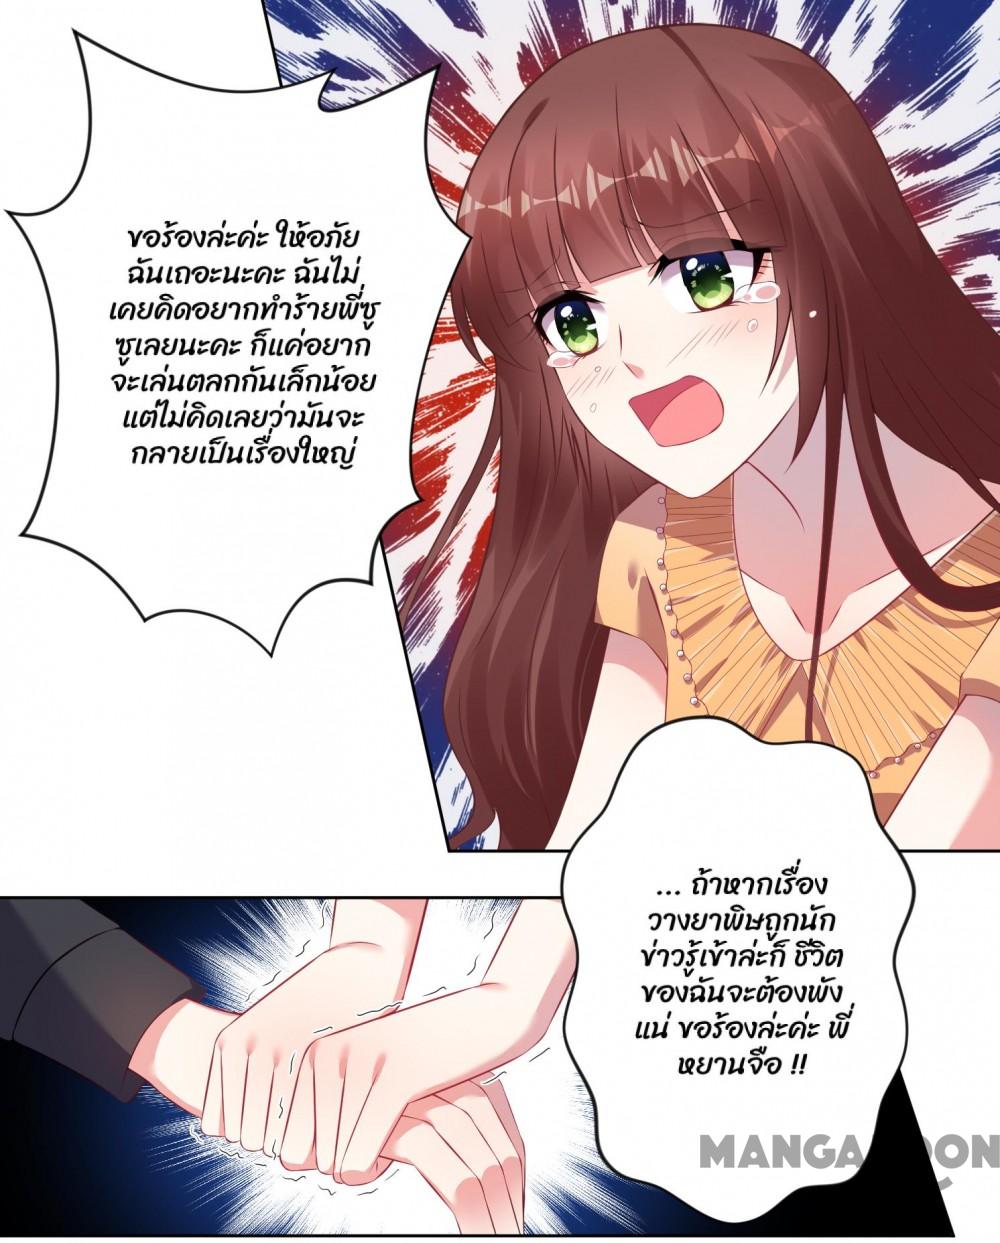 ขอร้องล่ะค่ะ ให้อภัย
ฉันเถอะนะคะ ฉันไม่
เคยคิดอยากทำร้ายพี่ซู
ซูเลยนะคะ ก็แค่อยาก
จะเล่นตลกกันเล็กน้อย
แต่ไม่คิดเลยว่ามันจะ
กลายเป็นเรื่องใหญ่
... ถ้าหากเรื่อง
วางยาพิษถูกนัก
ข่าวรู้เข้าล่ะก็ ชีวิต
ของฉันจะต้องพัง
แน่ ขอร้องล่ะค่ะ พี่
หยานจือ !!